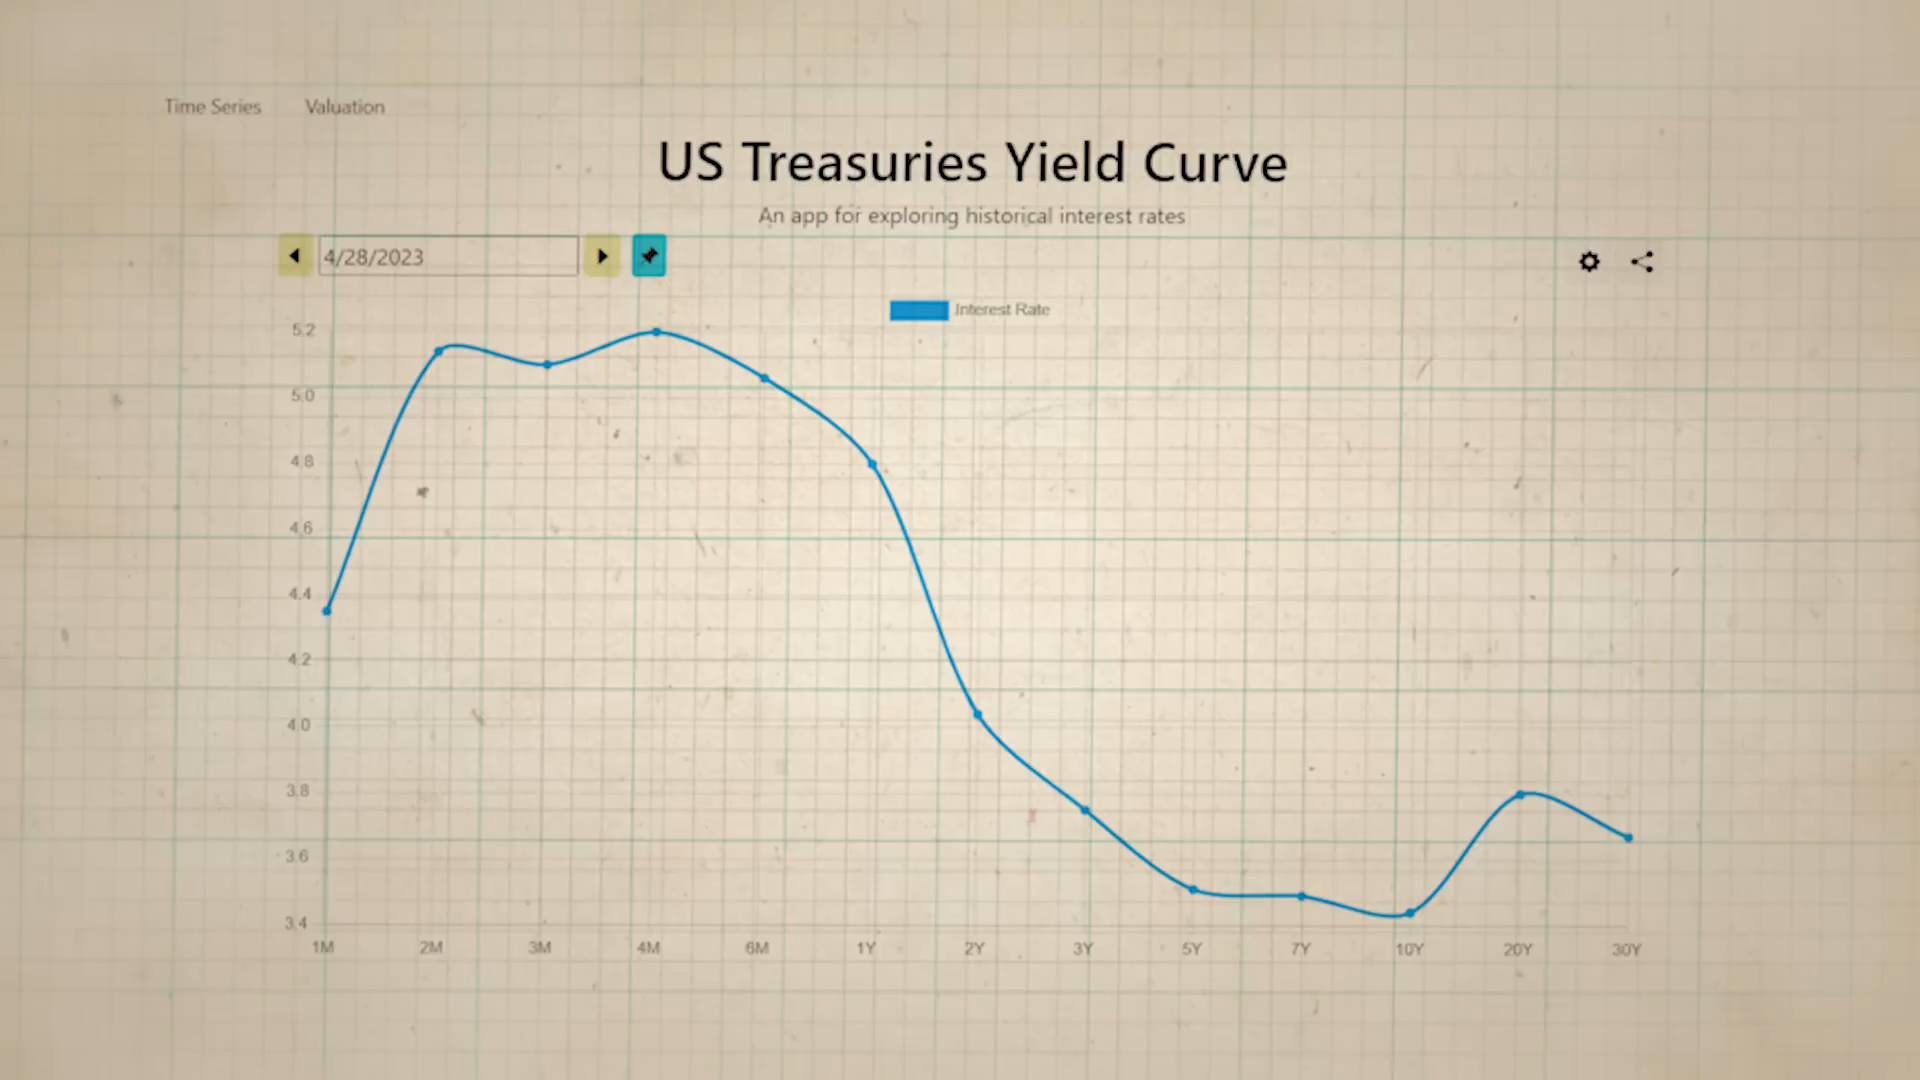 Time Series Valuation
US Treasuries Yield Curve
An app for exploring historical interest rates
4/28/2023
Interest Rate
5.2
5.0
4.8
4.6
4.4
4.2
4.0
3.8
3.6
3.4
1M 2M 3M 4M 6M 1Y 2Y 3Y 5Y 7Y 10Y 20Y 30Y